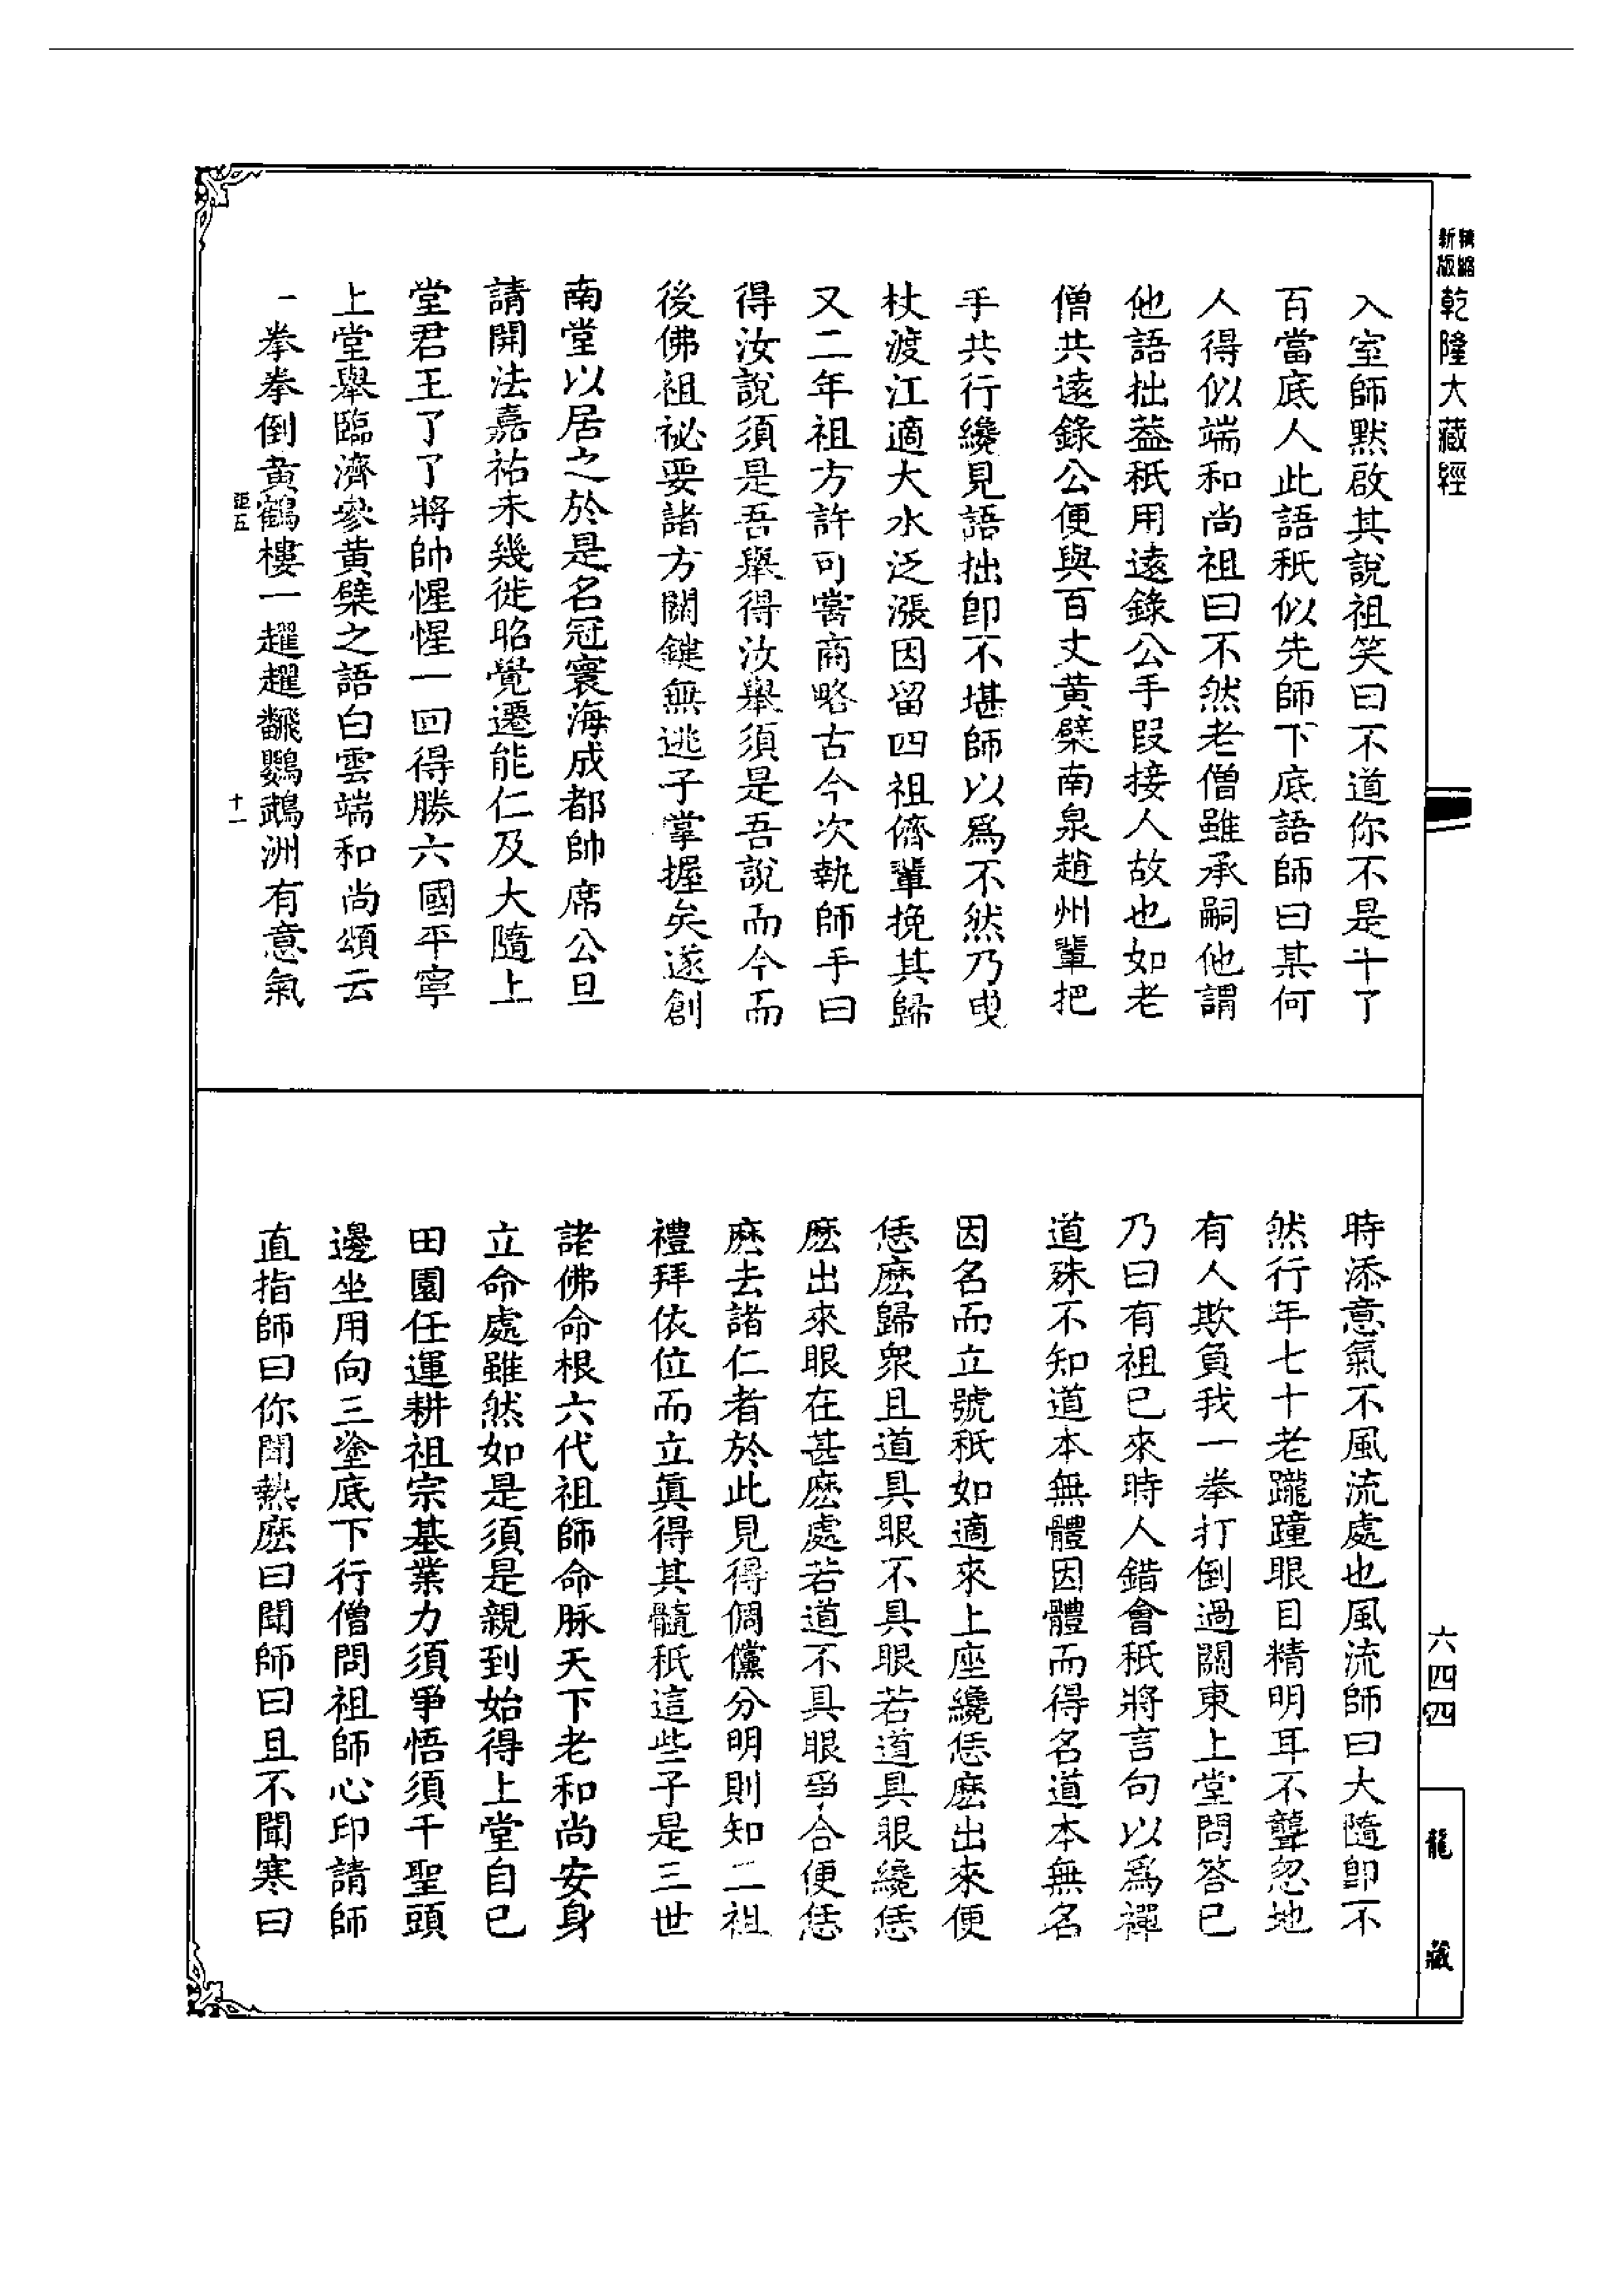 精縮
新版
乾隆大藏經
入室師默啟其說祖笑曰不道你不是千了
百當底人此語秖似先師下底語師曰某何
人得似端和尚祖曰不然老僧雖承嗣他謂
他語拙葢秖用遠錄公手段接人故也如老
僧共遠錄公便與百丈黃檗南泉趙州輩把
手共行纔見語拙卽不堪師以爲不然乃曳
杖渡江適大水泛漲因留四祖儕輩挽其歸
又二年祖方許可甞商略古今次執師手曰
得汝說須是吾舉得汝舉須是吾說而今而
後佛祖祕要諸方關鍵無逃子掌握矣遂創
南堂以居之於是名冠寰海成都帥席公旦
請開法嘉祐未幾徙昭覺遷能仁及大隨上
堂君王了了將帥惺惺一回得勝六國平寧
上堂舉臨濟參黃檗之語白雲端和尚頌云
一拳拳倒黃鶴樓一趯趯飜鸚鵡洲有意氣
十一
時添意氣不風流處也風流師曰大隨卽不
然行年七十老躘踵眼目精明耳不聾忽地
有人欺負我一拳打倒過關東上堂問答已
乃曰有祖已來時人錯會秖將言句以爲禪
道殊不知道本無體因體而得名道本無名
因名而立號秖如適來上座纔恁麽出來便
恁麽歸衆且道具眼不具眼若道具眼纔恁
麽出來眼在甚麽處若道不具眼爭合便恁
麽去諸仁者於此見得倜儻分明則知二祖
禮拜依位而立眞得其髓秖這些子是三世
諸佛命根六代祖師命脉天下老和尚安身
立命處雖然如是須是親到始得上堂自己
田園任運耕祖宗基業力須爭悟須千聖頭
邊坐用向三塗底下行僧問祖師心印請師
直指師曰你聞熱麽曰聞師曰且不聞寒曰
六四四
龍藏